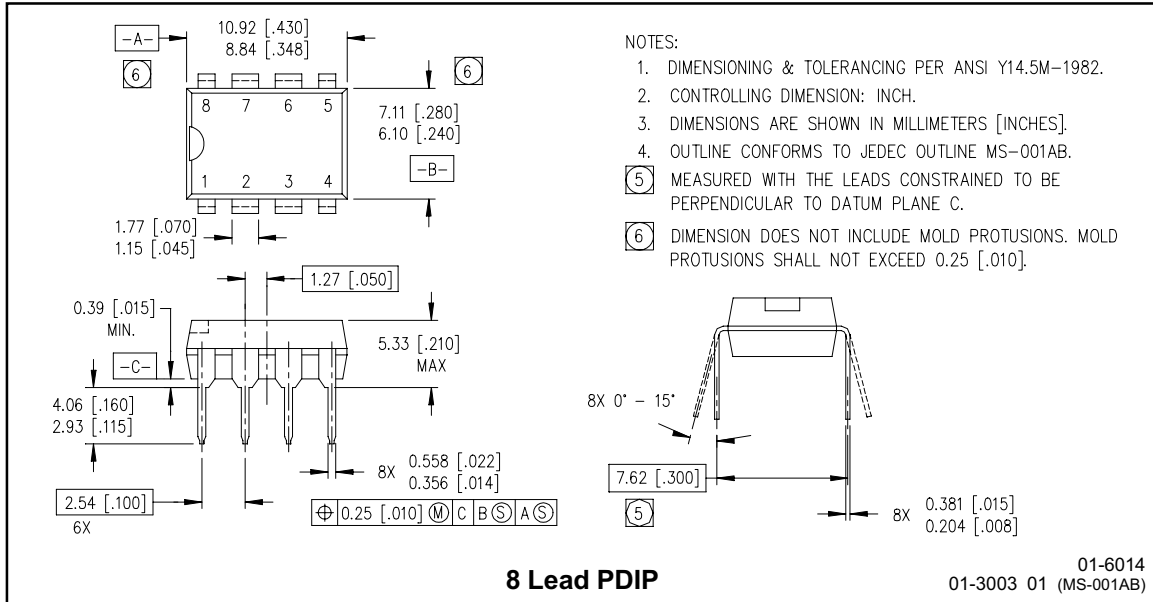 -A-
10.92 [.430]
8.84 [.348]
6
6
8 7 6 5
1 2 3 4
7.11 [.280]
6.10 [.240]
-B-
1.77 [.070]
1.15 [.045]
1.27 [.050]
0.39 [.015]
MIN.
-C-
5.33 [.210]
MAX
4.06 [.160]
2.93 [.115]
2.54 [.100]
6X
8X 0.558 [.022]
0.356 [.014]
⌖ 0.25 [.010] Ⓜ C B Ⓢ A Ⓢ
NOTES:
1. DIMENSIONING & TOLERANCING PER ANSI Y14.5M-1982.
2. CONTROLLING DIMENSION: INCH.
3. DIMENSIONS ARE SHOWN IN MILLIMETERS [INCHES].
4. OUTLINE CONFORMS TO JEDEC OUTLINE MS-001AB.
5 MEASURED WITH THE LEADS CONSTRAINED TO BE
PERPENDICULAR TO DATUM PLANE C.
6 DIMENSION DOES NOT INCLUDE MOLD PROTUSIONS. MOLD
PROTUSIONS SHALL NOT EXCEED 0.25 [.010].
8X 0° - 15°
7.62 [.300]
5
8X 0.381 [.015]
0.204 [.008]
8 Lead PDIP
01-6014
01-3003 01 (MS-001AB)